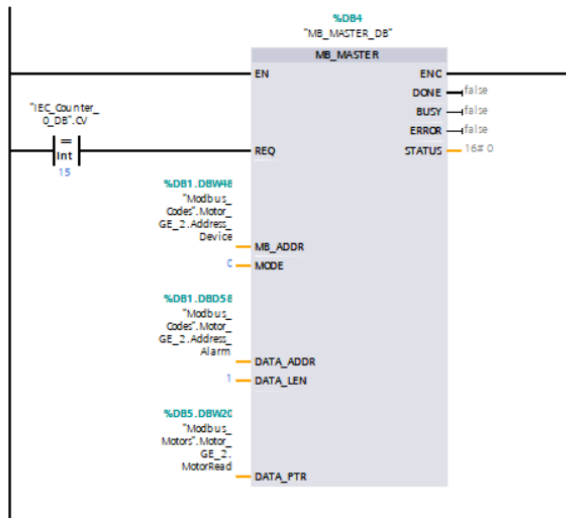 %DB4
"MB_MASTER_DB"
MB_MASTER
EN
ENC
DONE
false
BUSY
false
ERROR
false
"IEC_Counter_
0_DB".CV
==
Int
15
REQ
STATUS
16# 0
%DB1.DBW48
"Modbus_
Codes".Motor_
GE_2.Address_
Device
MB_ADDR
0
MODE
%DB1.DBD58
"Modbus_
Codes".Motor_
GE_2.Address_
Alarm
DATA_ADDR
1
DATA_LEN
%DB5.DBW20
"Modbus_
Motors".Motor_
GE_2.
MotorRead
DATA_PTR